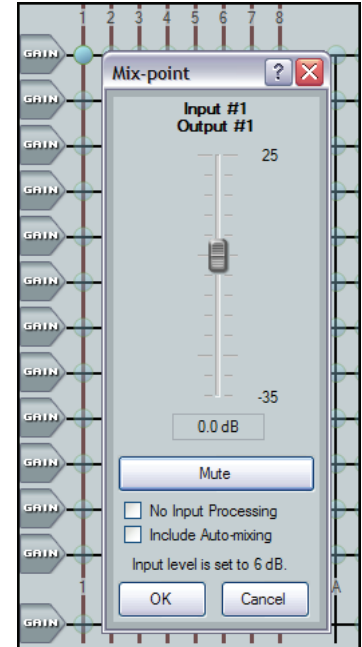 1 2 3 4 5 6 7 8
GAIN
Mix-point
?
GAIN
Input #1
Output #1
GAIN
25
GAIN
GAIN
GAIN
GAIN
GAIN
-35
GAIN
0.0 dB
GAIN
Mute
GAIN
No Input Processing
Include Auto-mixing
GAIN
Input level is set to 6 dB.
1
A
OK Cancel
GAIN